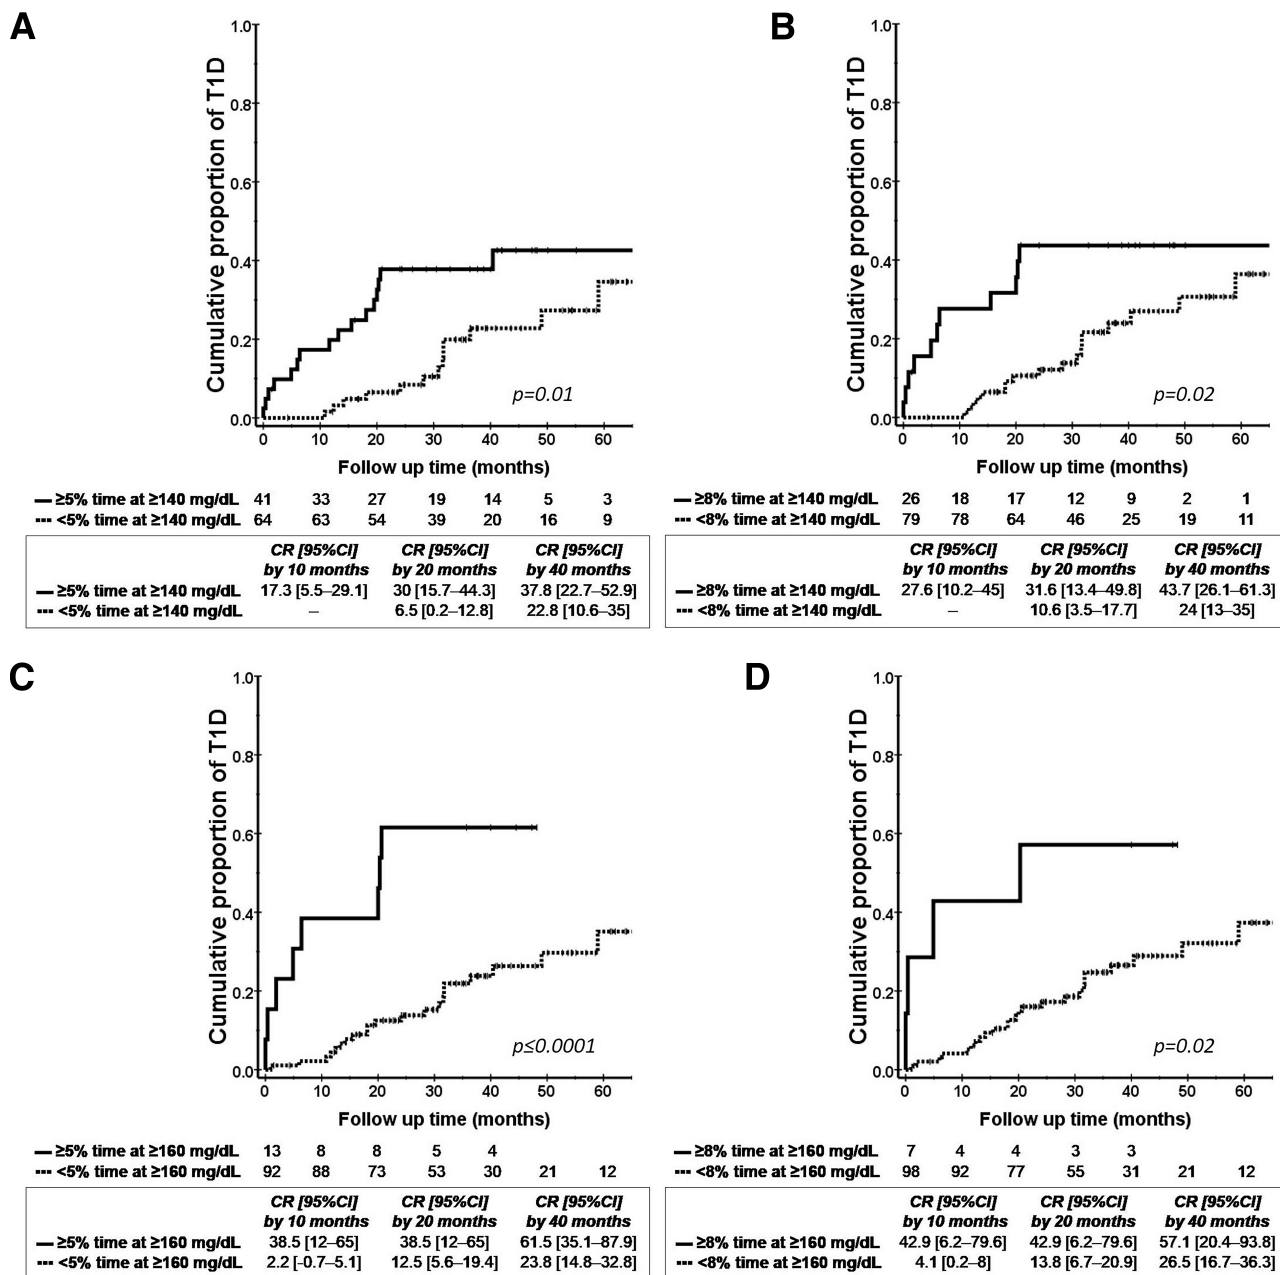 A
Cumulative proportion of T1D
1.0
0.8
0.6
0.4
0.2
0.0
p=0.01
0 10 20 30 40 50 60
Follow up time (months)
≥5% time at ≥140 mg/dL 41 33 27 19 14 5 3
<5% time at ≥140 mg/dL 64 63 54 39 20 16 9
CR [95%CI] CR [95%CI] CR [95%CI]
by 10 months by 20 months by 40 months
≥5% time at ≥140 mg/dL 17.3 [5.5–29.1] 30 [15.7–44.3] 37.8 [22.7–52.9]
<5% time at ≥140 mg/dL – 6.5 [0.2–12.8] 22.8 [10.6–35]
B
Cumulative proportion of T1D
1.0
0.8
0.6
0.4
0.2
0.0
p=0.02
0 10 20 30 40 50 60
Follow up time (months)
≥8% time at ≥140 mg/dL 26 18 17 12 9 2 1
<8% time at ≥140 mg/dL 79 78 64 46 25 19 11
CR [95%CI] CR [95%CI] CR [95%CI]
by 10 months by 20 months by 40 months
≥8% time at ≥140 mg/dL 27.6 [10.2–45] 31.6 [13.4–49.8] 43.7 [26.1–61.3]
<8% time at ≥140 mg/dL – 10.6 [3.5–17.7] 24 [13–35]
C
Cumulative proportion of T1D
1.0
0.8
0.6
0.4
0.2
0.0
p≤0.0001
0 10 20 30 40 50 60
Follow up time (months)
≥5% time at ≥160 mg/dL 13 8 8 5 4
<5% time at ≥160 mg/dL 92 88 73 53 30 21 12
CR [95%CI] CR [95%CI] CR [95%CI]
by 10 months by 20 months by 40 months
≥5% time at ≥160 mg/dL 38.5 [12–65] 38.5 [12–65] 61.5 [35.1–87.9]
<5% time at ≥160 mg/dL 2.2 [-0.7–5.1] 12.5 [5.6–19.4] 23.8 [14.8–32.8]
D
Cumulative proportion of T1D
1.0
0.8
0.6
0.4
0.2
0.0
p=0.02
0 10 20 30 40 50 60
Follow up time (months)
≥8% time at ≥160 mg/dL 7 4 4 3 3
<8% time at ≥160 mg/dL 98 92 77 55 31 21 12
CR [95%CI] CR [95%CI] CR [95%CI]
by 10 months by 20 months by 40 months
≥8% time at ≥160 mg/dL 42.9 [6.2–79.6] 42.9 [6.2–79.6] 57.1 [20.4–93.8]
<8% time at ≥160 mg/dL 4.1 [0.2–8] 13.8 [6.7–20.9] 26.5 [16.7–36.3]